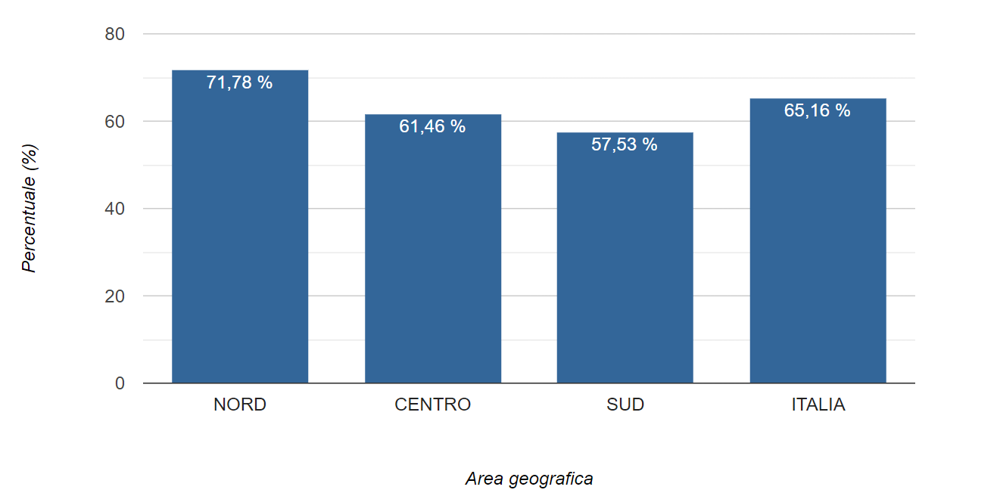 80
60
40
20
0
Percentuale (%)
71,78 %
61,46 %
57,53 %
65,16 %
NORD
CENTRO
SUD
ITALIA
Area geografica